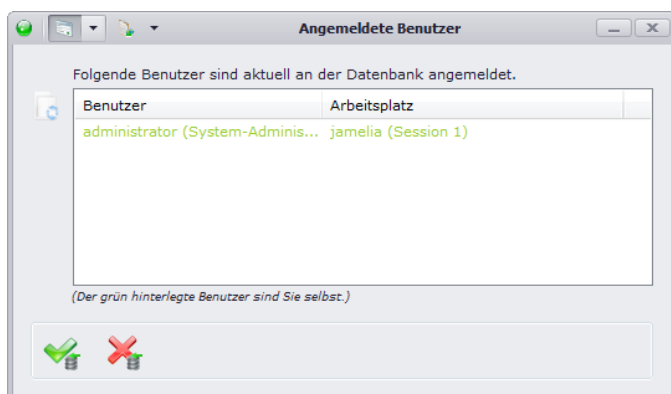 Angemeldete Benutzer
Folgende Benutzer sind aktuell an der Datenbank angemeldet.
Benutzer Arbeitsplatz
administrator (System-Adminis... jamelia (Session 1)
(Der grün hinterlegte Benutzer sind Sie selbst.)